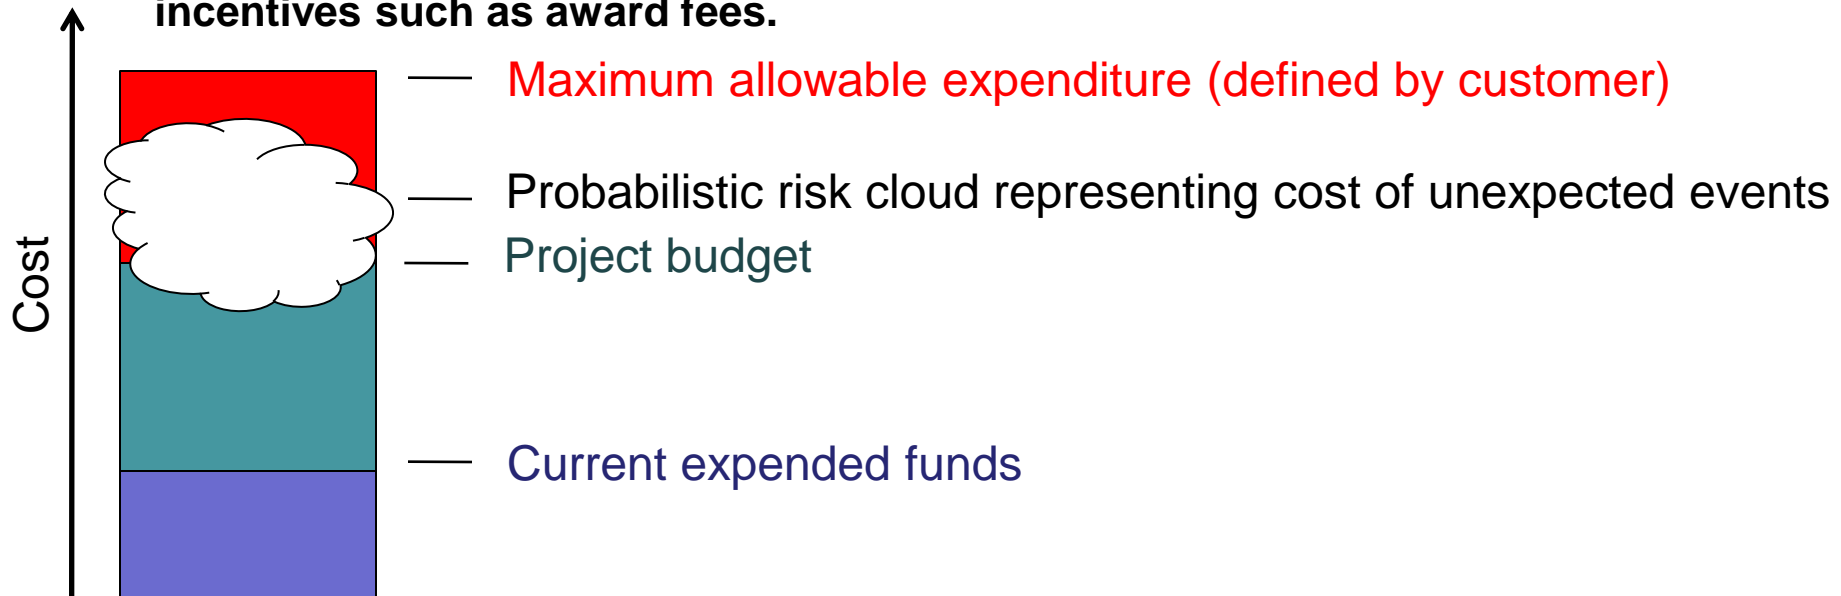 incentives such as award fees.
Maximum allowable expenditure (defined by customer)
Probabilistic risk cloud representing cost of unexpected events
Project budget
Cost
Current expended funds